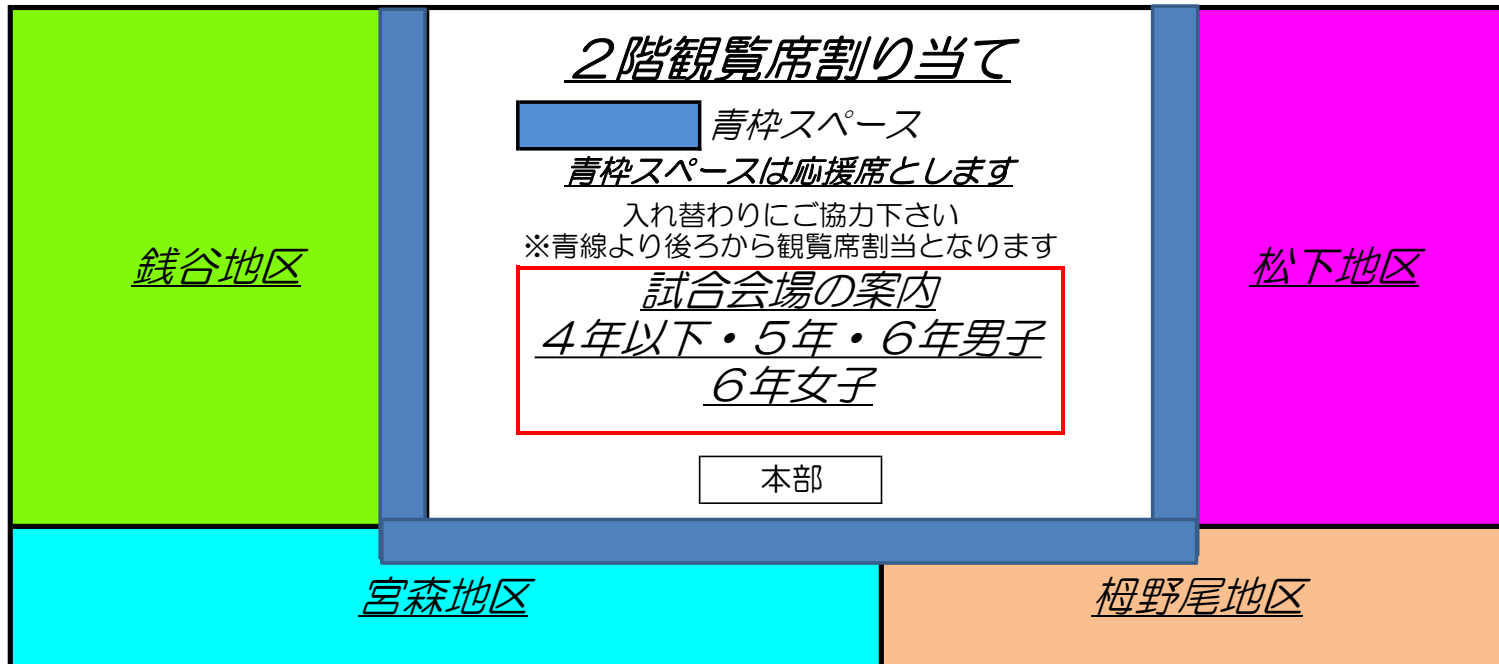 ２階観覧席割り当て
青枠スペース
青枠スペースは応援席とします
入れ替わりにご協力下さい
※青線より後ろから観覧席割当となります
銭谷地区
松下地区
試合会場の案内
４年以下・５年・６年男子
６年女子
本部
宮森地区
栂野尾地区